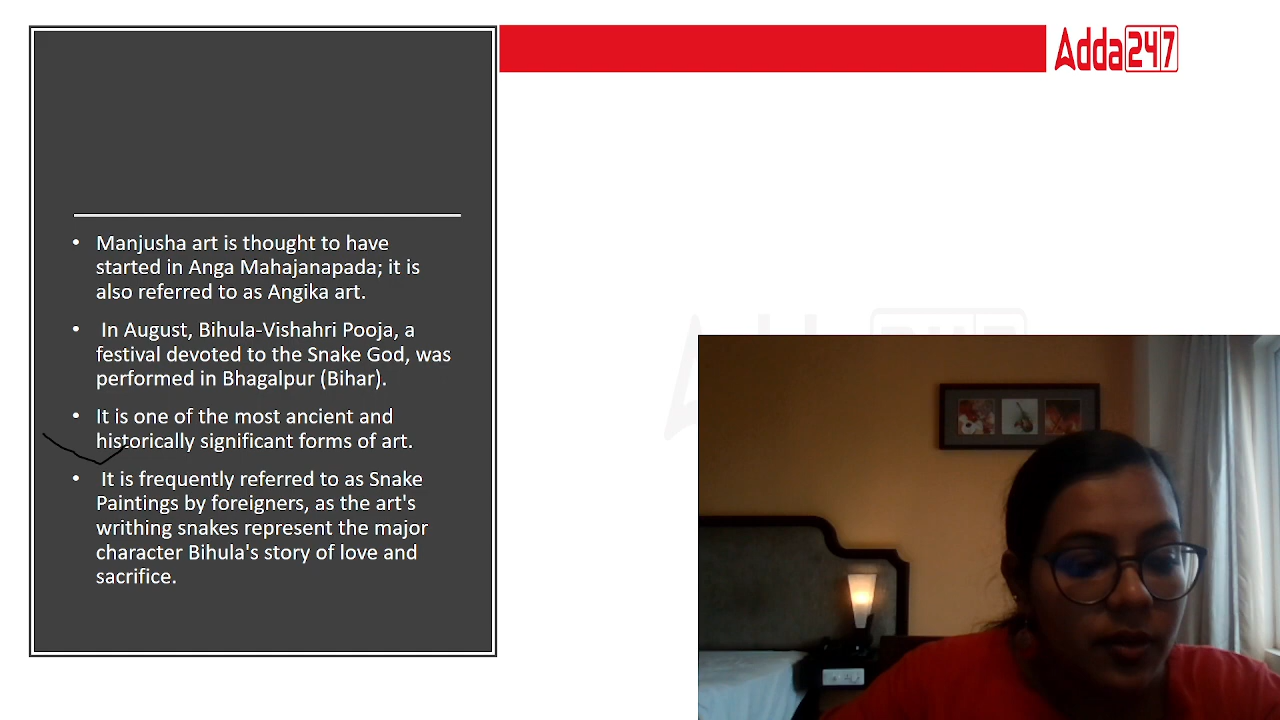 Adda247
• Manjusha art is thought to have
started in Anga Mahajanapada; it is
also referred to as Angika art.
• In August, Bihula-Vishahri Pooja, a
festival devoted to the Snake God, was
performed in Bhagalpur (Bihar).
• It is one of the most ancient and
historically significant forms of art.
• It is frequently referred to as Snake
Paintings by foreigners, as the art's
writhing snakes represent the major
character Bihula's story of love and
sacrifice.